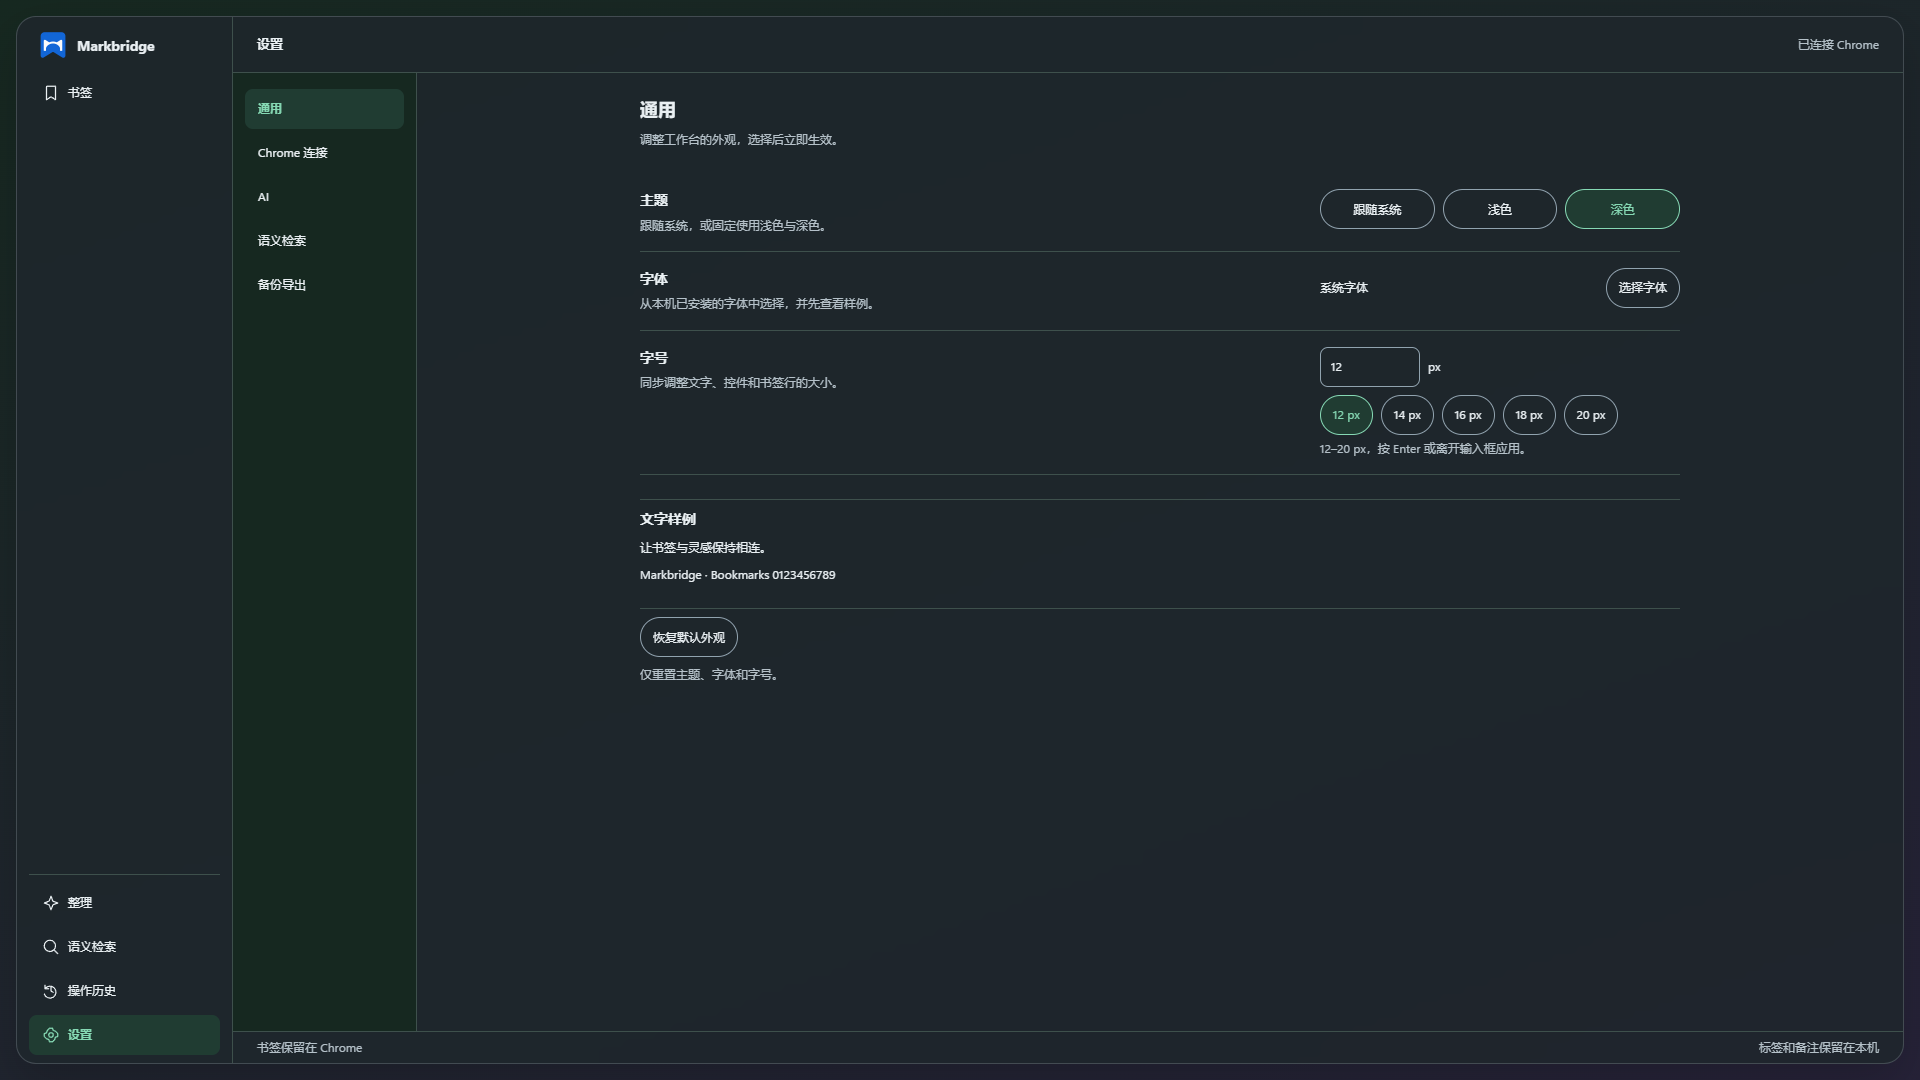 Markbridge
书签
整理
语义检索
操作历史
设置
设置
已连接 Chrome
通用
Chrome 连接
AI
语义检索
备份导出
通用
调整工作台的外观，选择后立即生效。
主题
跟随系统，或固定使用浅色与深色。
跟随系统
浅色
深色
字体
从本机已安装的字体中选择，并先查看样例。
系统字体
选择字体
字号
同步调整文字、控件和书签行的大小。
12
px
12 px
14 px
16 px
18 px
20 px
12–20 px，按 Enter 或离开输入框应用。
文字样例
让书签与灵感保持相连。
Markbridge · Bookmarks 0123456789
恢复默认外观
仅重置主题、字体和字号。
书签保留在 Chrome
标签和备注保留在本机